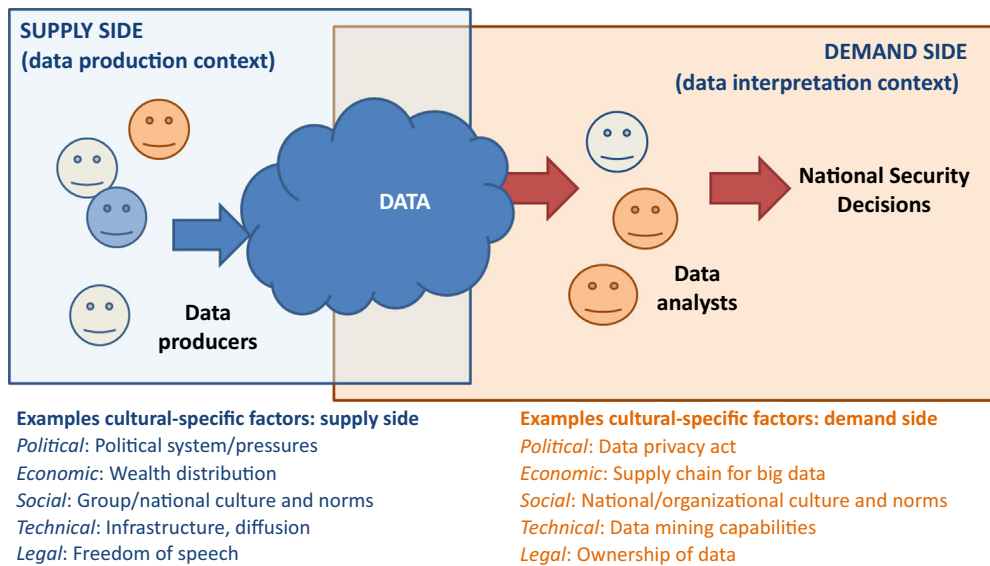 SUPPLY SIDE
(data production context)
DEMAND SIDE
(data interpretation context)
DATA
National Security
Decisions
Data
producers
Data
analysts
Examples cultural-specific factors: supply side
Political: Political system/pressures
Economic: Wealth distribution
Social: Group/national culture and norms
Technical: Infrastructure, diffusion
Legal: Freedom of speech
Examples cultural-specific factors: demand side
Political: Data privacy act
Economic: Supply chain for big data
Social: National/organizational culture and norms
Technical: Data mining capabilities
Legal: Ownership of data